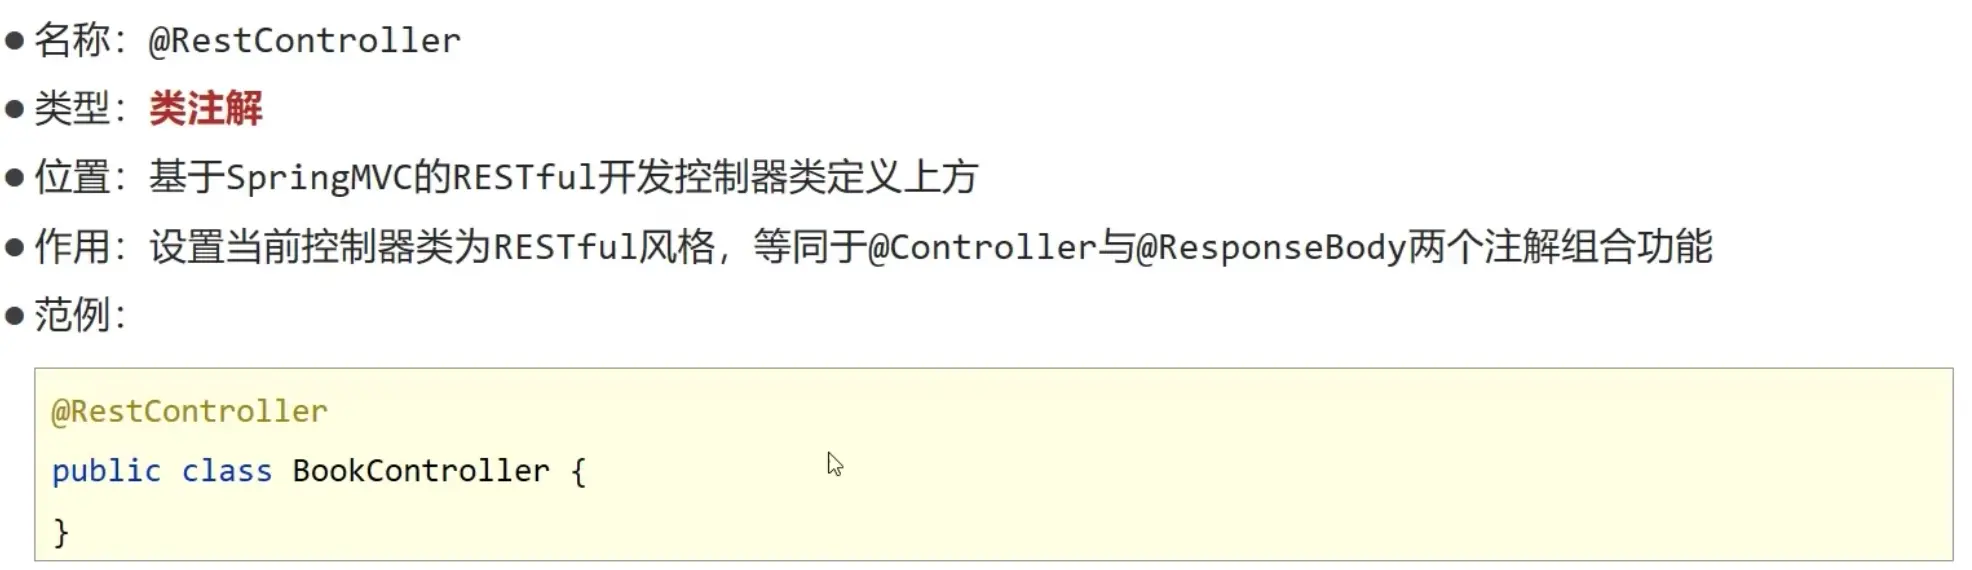 ● 名称：@RestController
● 类型：类注解
● 位置：基于SpringMVC的RESTful开发控制器类定义上方
● 作用：设置当前控制器类为RESTful风格，等同于@Controller与@ResponseBody两个注解组合功能
● 范例：
@RestController
public class BookController {
}